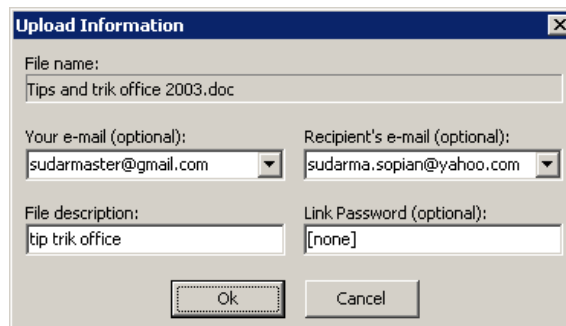 Upload Information
File name:
Tips and trik office 2003.doc
Your e-mail (optional): Recipient's e-mail (optional):
sudarmaster@gmail.com sudarma.sopian@yahoo.com
File description: Link Password (optional):
tip trik office [none]
Ok Cancel